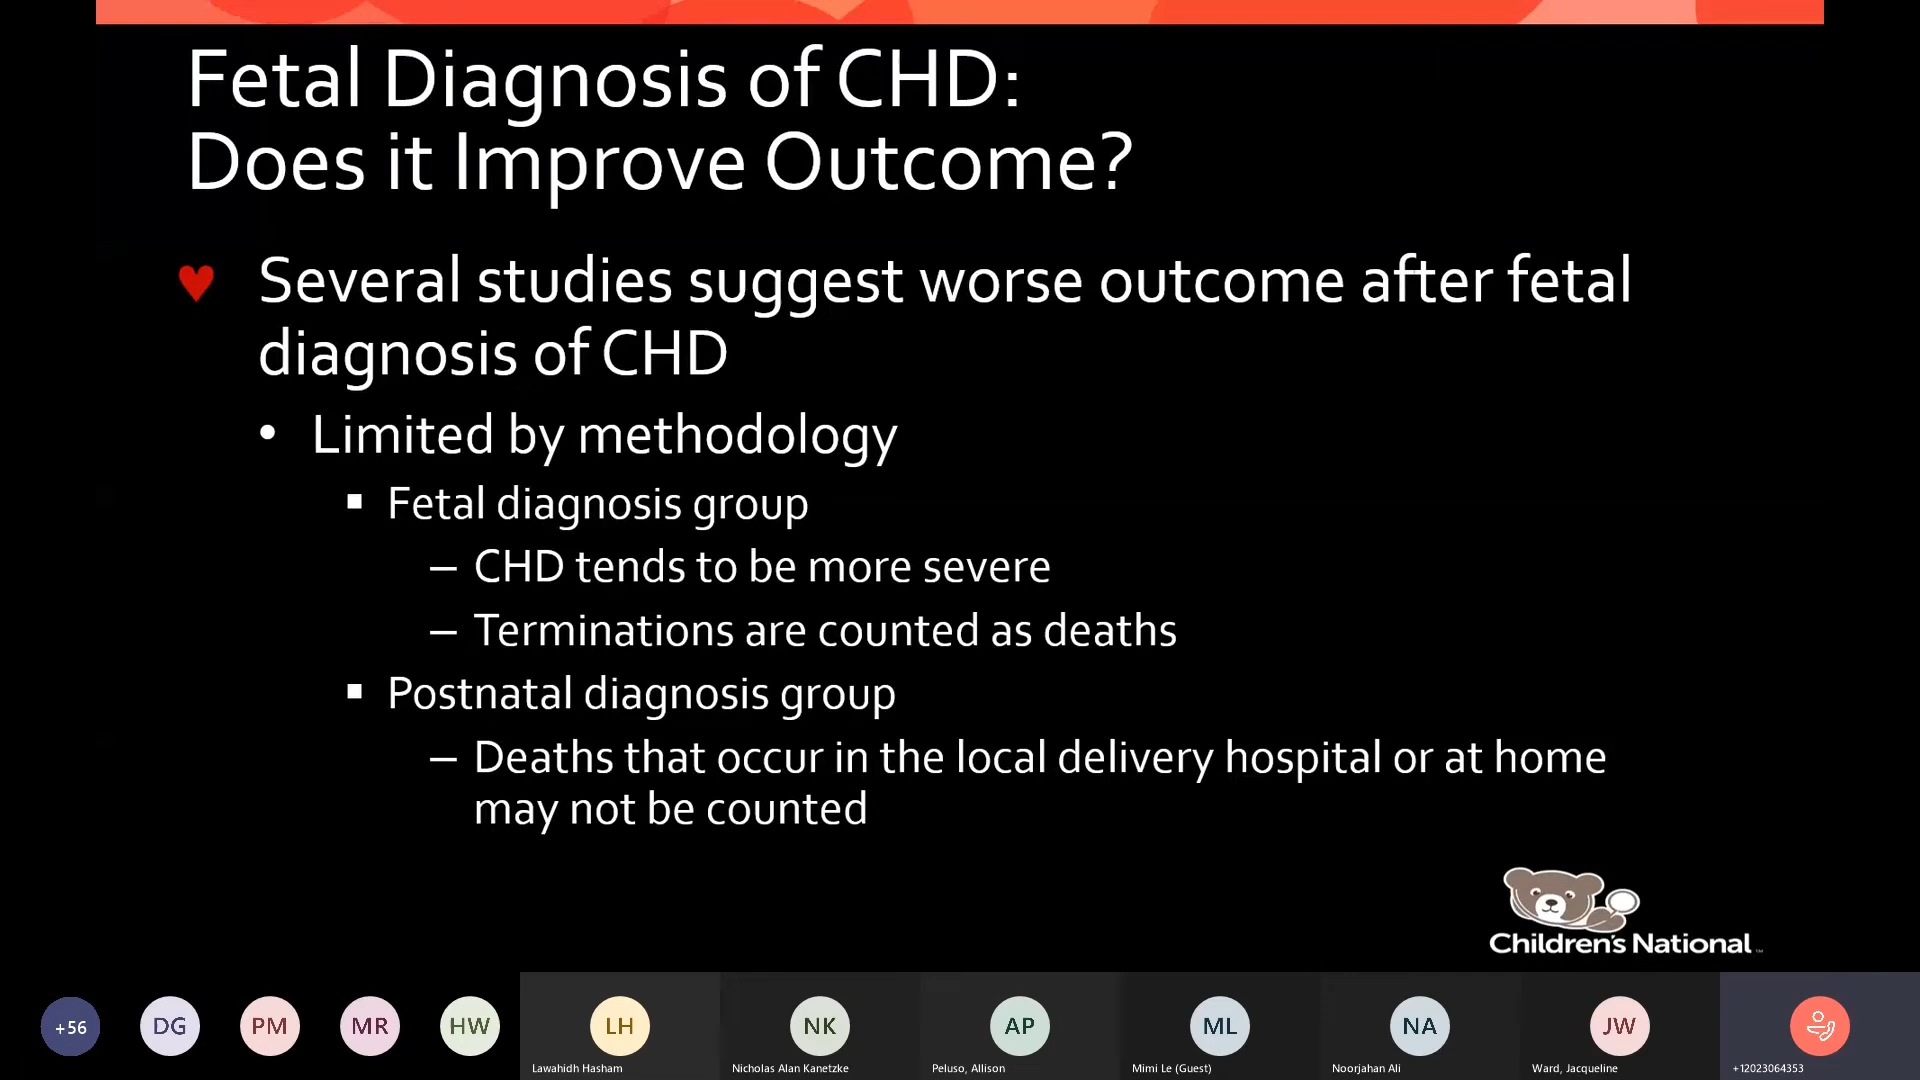 Fetal Diagnosis of CHD:
Does it Improve Outcome?
Several studies suggest worse outcome after fetal
diagnosis of CHD
• Limited by methodology
▪ Fetal diagnosis group
– CHD tends to be more severe
– Terminations are counted as deaths
▪ Postnatal diagnosis group
– Deaths that occur in the local delivery hospital or at home
may not be counted
Children's National™
+56
DG
PM
MR
HW
LH
NK
AP
ML
NA
JW
Lawahidh Hasham
Nicholas Alan Kanetzke
Peluso, Allison
Mimi Le (Guest)
Noorjahan Ali
Ward, Jacqueline
+12023064353